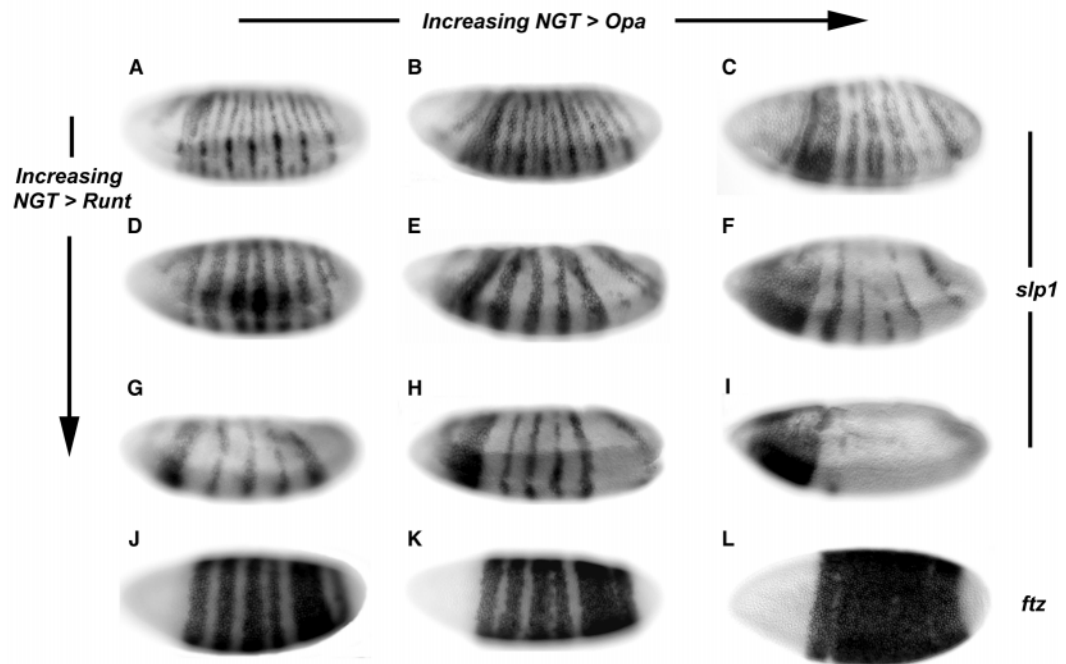 Increasing NGT > Opa
A
B
C
Increasing
NGT > Runt
D
E
F
slp1
G
H
I
J
K
L
ftz